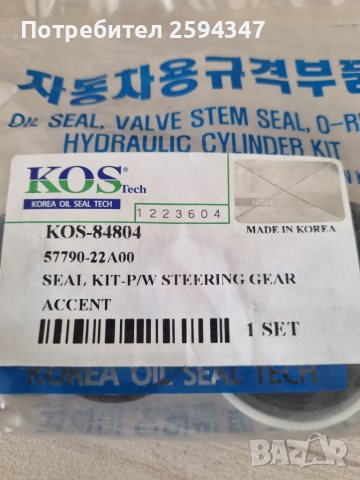 Потребител 2594347
자동차용규격부품
OIL SEAL, VALVE STEM SEAL, O-RI
HYDRAULIC CYLINDER KIT
KOS® Tech
KOREA OIL SEAL TECH
1223604
KOS-84804
MADE IN KOREA
57790-22A00
SEAL KIT-P/W STEERING GEAR
ACCENT
1 SET
KOREA OIL SEAL TECH
BAZAR